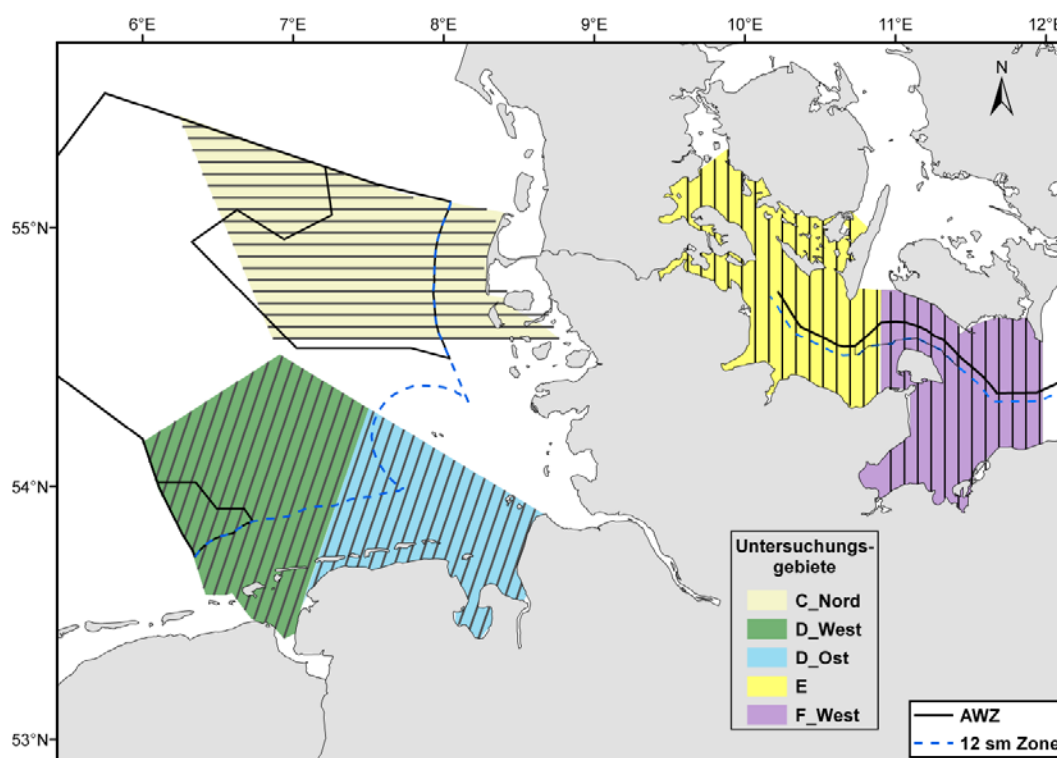 6°E 7°E 8°E 9°E 10°E 11°E 12°E
N
55°N
54°N
53°N
Untersuchungs-
gebiete
C_Nord
D_West
D_Ost
E
F_West
AWZ
12 sm Zone